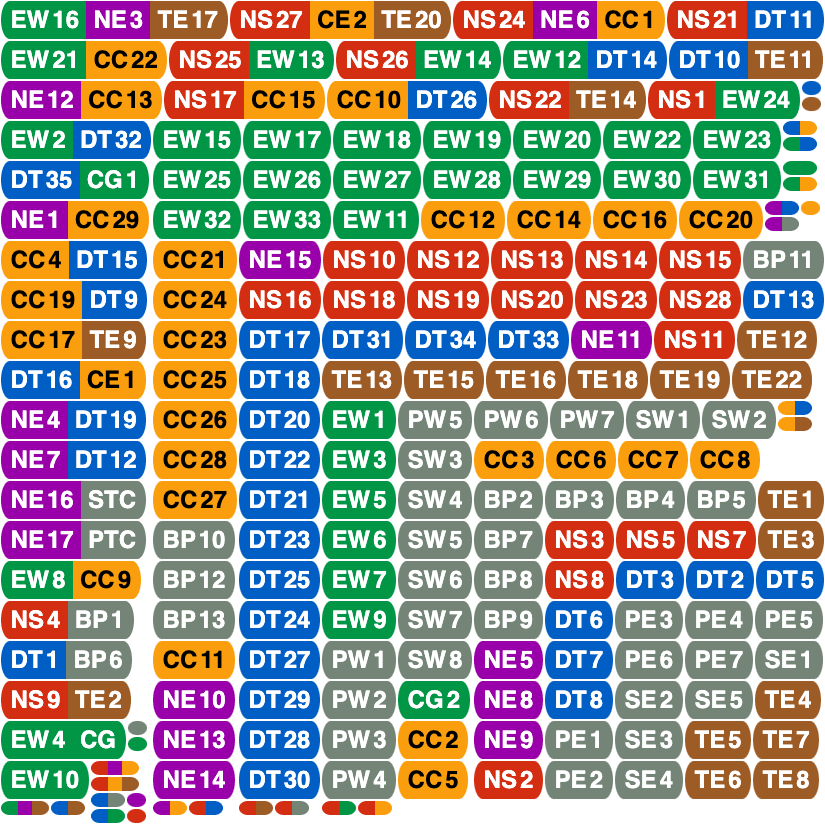 EW16 NE3 TE17 NS27 CE2 TE20 NS24 NE6 CC1 NS21 DT11
EW21 CC22 NS25 EW13 NS26 EW14 EW12 DT14 DT10 TE11
NE12 CC13 NS17 CC15 CC10 DT26 NS22 TE14 NS1 EW24
EW2 DT32 EW15 EW17 EW18 EW19 EW20 EW22 EW23
DT35 CG1 EW25 EW26 EW27 EW28 EW29 EW30 EW31
NE1 CC29 EW32 EW33 EW11 CC12 CC14 CC16 CC20
CC4 DT15 CC21 NE15 NS10 NS12 NS13 NS14 NS15 BP11
CC19 DT9 CC24 NS16 NS18 NS19 NS20 NS23 NS28 DT13
CC17 TE9 CC23 DT17 DT31 DT34 DT33 NE11 NS11 TE12
DT16 CE1 CC25 DT18 TE13 TE15 TE16 TE18 TE19 TE22
NE4 DT19 CC26 DT20 EW1 PW5 PW6 PW7 SW1 SW2
NE7 DT12 CC28 DT22 EW3 SW3 CC3 CC6 CC7 CC8
NE16 STC CC27 DT21 EW5 SW4 BP2 BP3 BP4 BP5 TE1
NE17 PTC BP10 DT23 EW6 SW5 BP7 NS3 NS5 NS7 TE3
EW8 CC9 BP12 DT25 EW7 SW6 BP8 NS8 DT3 DT2 DT5
NS4 BP1 BP13 DT24 EW9 SW7 BP9 DT6 PE3 PE4 PE5
DT1 BP6 CC11 DT27 PW1 SW8 NE5 DT7 PE6 PE7 SE1
NS9 TE2 NE10 DT29 PW2 CG2 NE8 DT8 SE2 SE5 TE4
EW4 CG NE13 DT28 PW3 CC2 NE9 PE1 SE3 TE5 TE7
EW10 NE14 DT30 PW4 CC5 NS2 PE2 SE4 TE6 TE8